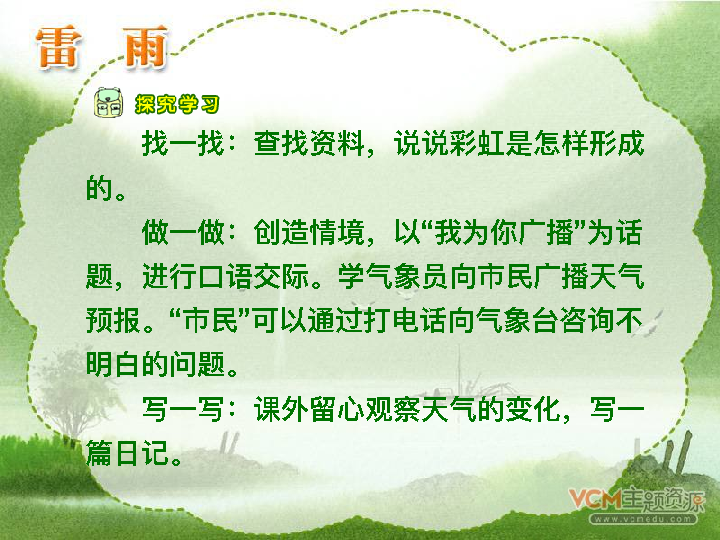 雷 雨
探究学习
找一找：查找资料，说说彩虹是怎样形成
的。
做一做：创造情境，以“我为你广播”为话
题，进行口语交际。学气象员向市民广播天气
预报。“市民”可以通过打电话向气象台咨询不
明白的问题。
写一写：课外留心观察天气的变化，写一
篇日记。
VCM主题资源
www.vcmedu.com